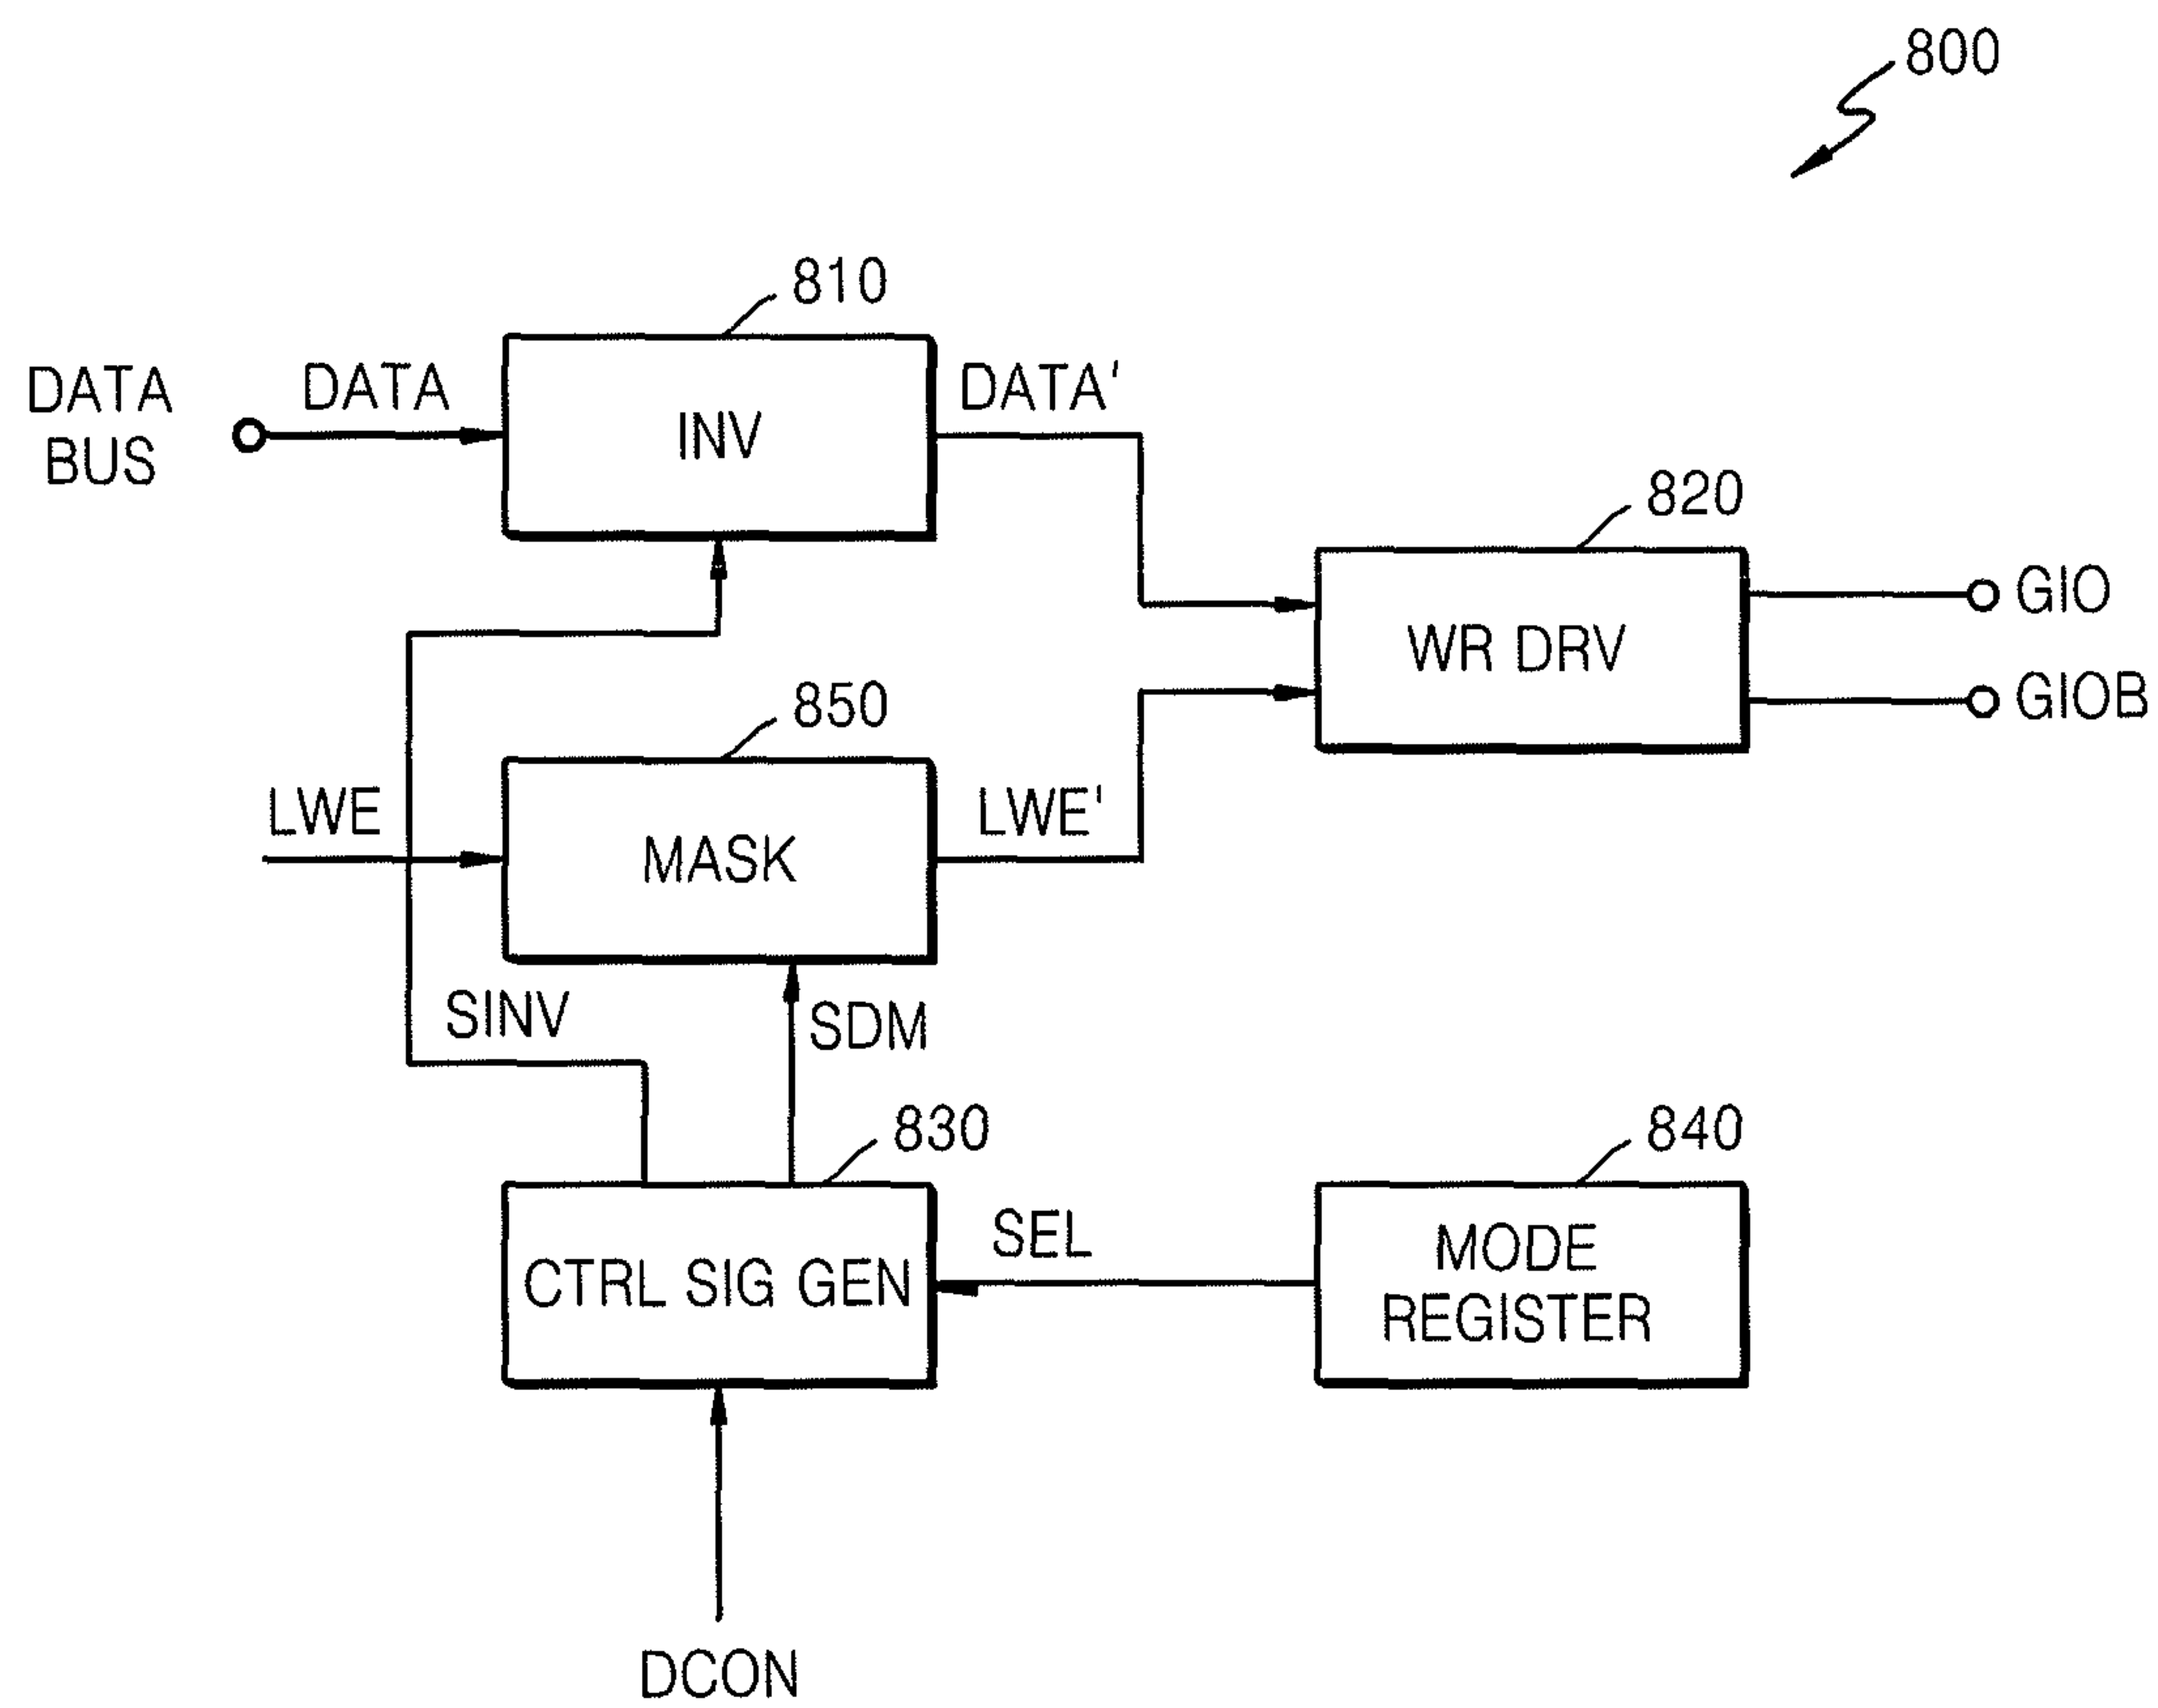 800
810
DATA BUS
DATA
INV
DATA'
820
WR DRV
GIO
GIOB
850
LWE
MASK
LWE'
SINV
SDM
830
840
CTRL SIG GEN
SEL
MODE
REGISTER
DCON